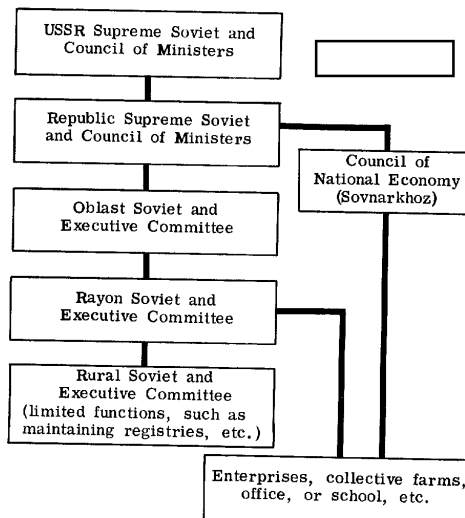 USSR Supreme Soviet and
Council of Ministers
Republic Supreme Soviet
and Council of Ministers
Council of
National Economy
(Sovnarkhoz)
Oblast Soviet and
Executive Committee
Rayon Soviet and
Executive Committee
Rural Soviet and
Executive Committee
(limited functions, such as
maintaining registries, etc.)
Enterprises, collective farms,
office, or school, etc.